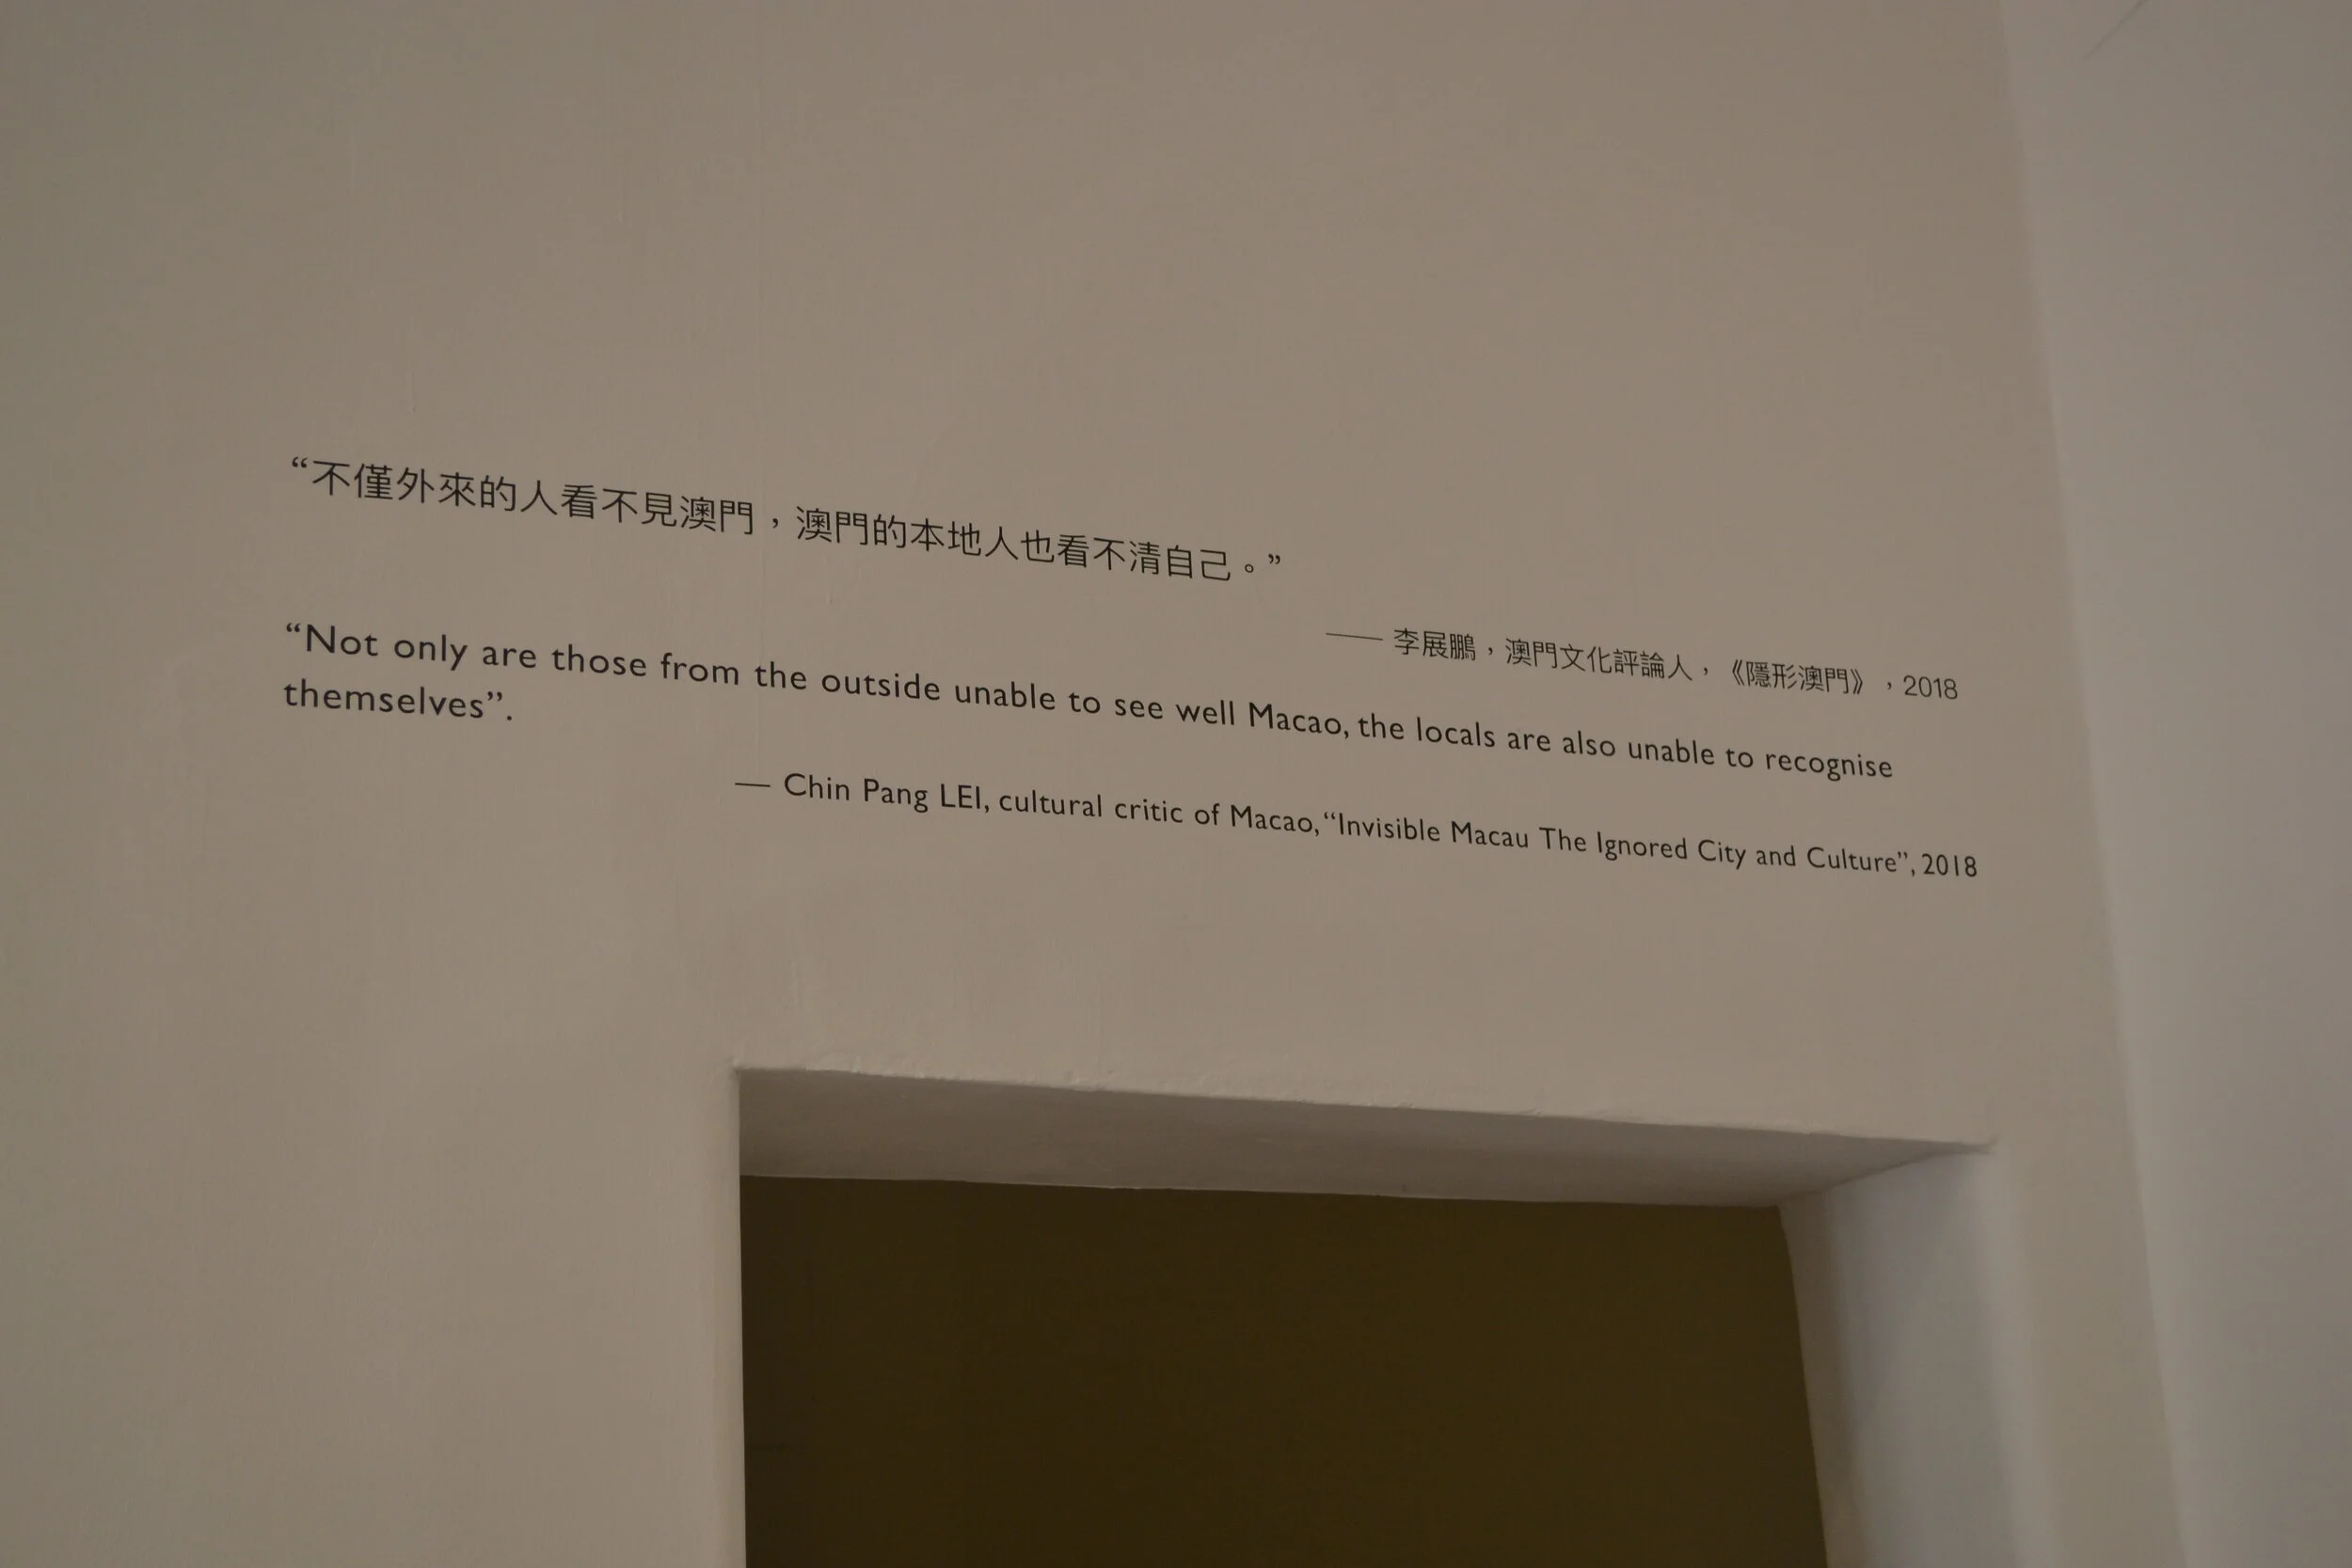 “不僅外來的人看不見澳門，澳門的本地人也看不清自己。”
—— 李展鵬，澳門文化評論人，《隱形澳門》，2018
“Not only are those from the outside unable to see well Macao, the locals are also unable to recognise
themselves”.
— Chin Pang LEI, cultural critic of Macao, “Invisible Macau The Ignored City and Culture”, 2018